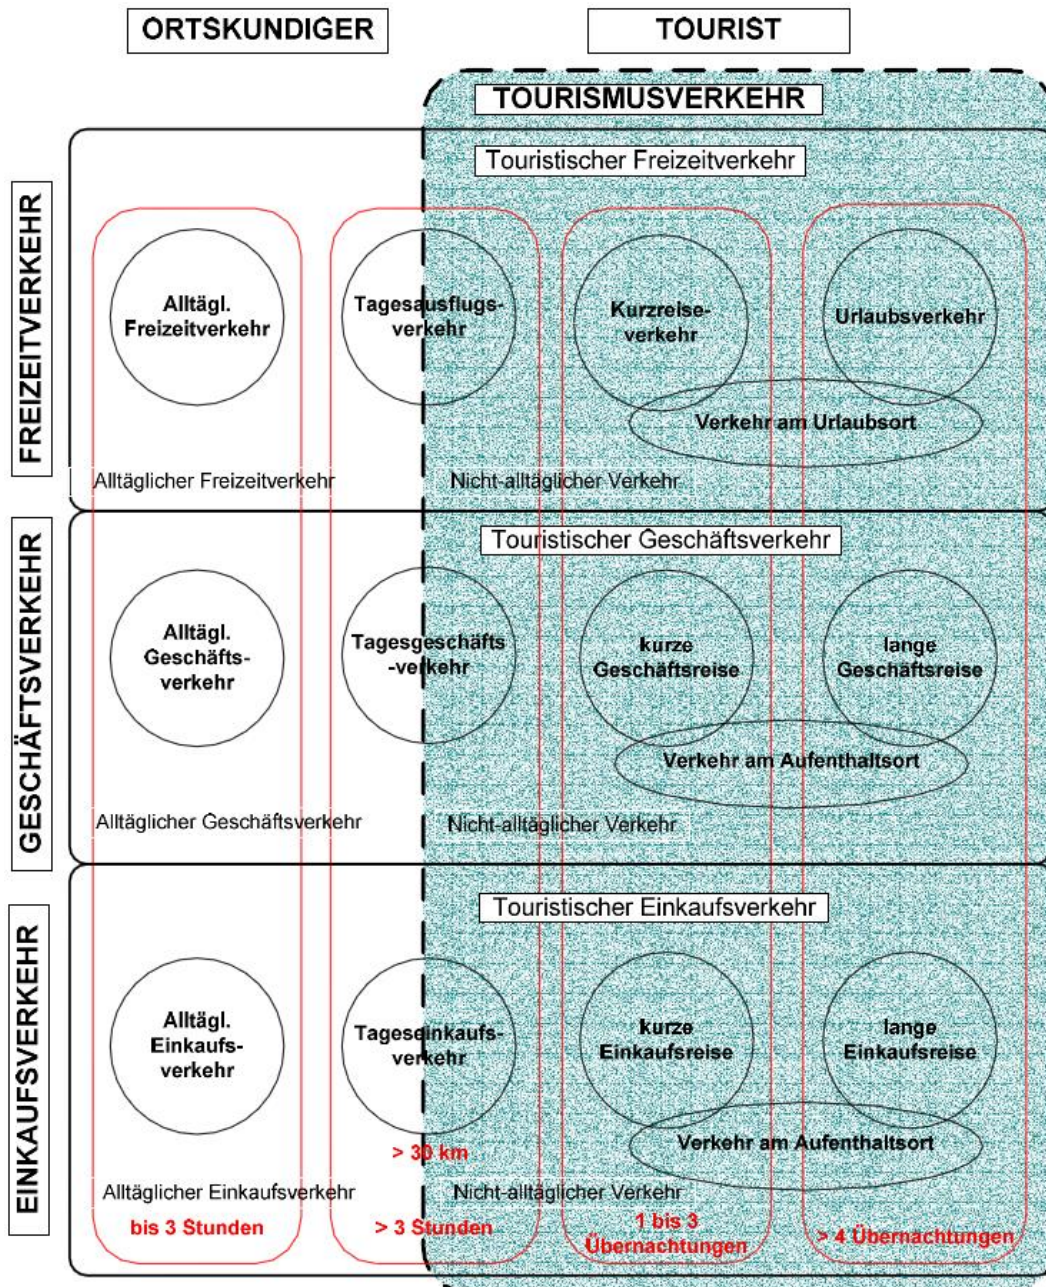 ORTSKUNDIGER
TOURIST
TOURISMUSVERKEHR
FREIZEITVERKEHR
Touristischer Freizeitverkehr
Alltägl.
Freizeitverkehr
Tagesausflugs-
verkehr
Kurzreise-
verkehr
Urlaubsverkehr
Verkehr am Urlaubsort
Alltäglicher Freizeitverkehr
Nicht-alltäglicher Verkehr
GESCHÄFTSVERKEHR
Touristischer Geschäftsverkehr
Alltägl.
Geschäfts-
verkehr
Tagesgeschäfts
-verkehr
kurze
Geschäftsreise
lange
Geschäftsreise
Verkehr am Aufenthaltsort
Alltäglicher Geschäftsverkehr
Nicht-alltäglicher Verkehr
EINKAUFSVERKEHR
Touristischer Einkaufsverkehr
Alltägl.
Einkaufs-
verkehr
Tageseinkaufs-
verkehr
kurze
Einkaufsreise
lange
Einkaufsreise
Verkehr am Aufenthaltsort
> 30 km
Alltäglicher Einkaufsverkehr
Nicht-alltäglicher Verkehr
bis 3 Stunden
> 3 Stunden
1 bis 3
Übernachtungen
> 4 Übernachtungen